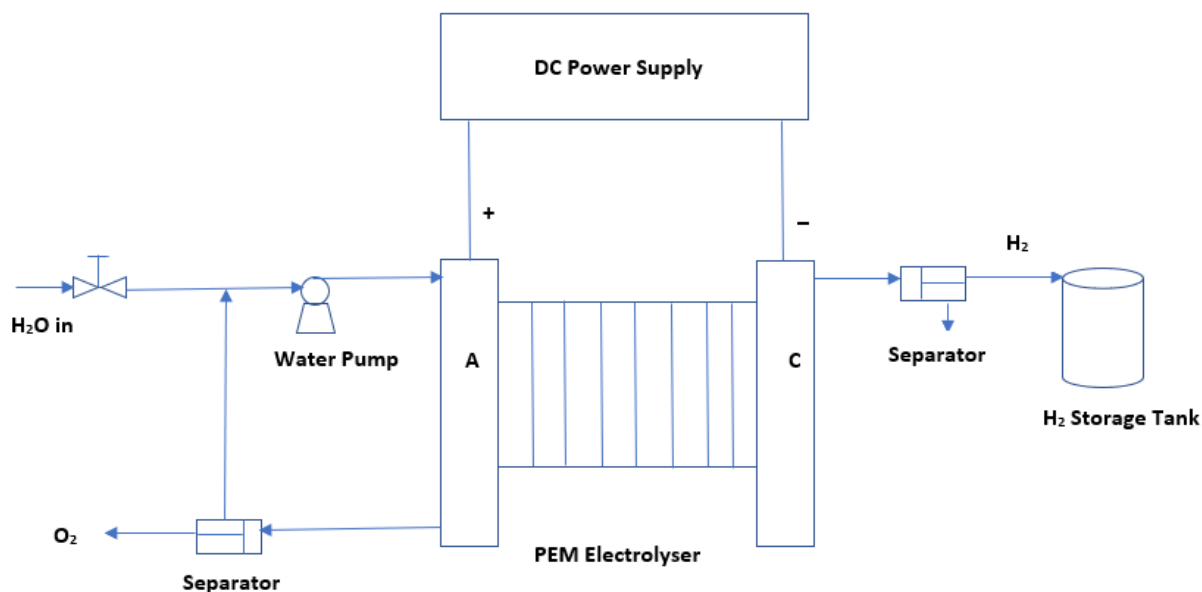 DC Power Supply
+
–
H₂
H₂O in
Water Pump
A
C
Separator
H₂ Storage Tank
O₂
PEM Electrolyser
Separator